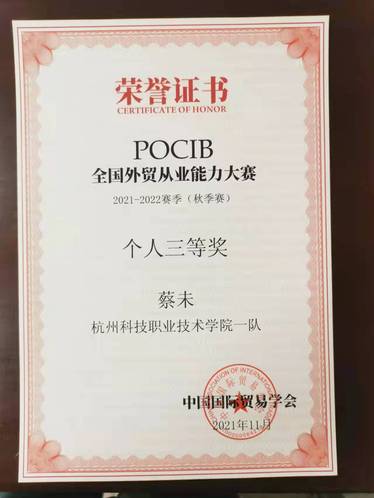 荣誉证书
CERTIFICATE OF HONOR
POCIB
全国外贸从业能力大赛
2021-2022赛季（秋季赛）
个人三等奖
蔡未
杭州科技职业技术学院一队
中国国际贸易学会
2021年11月